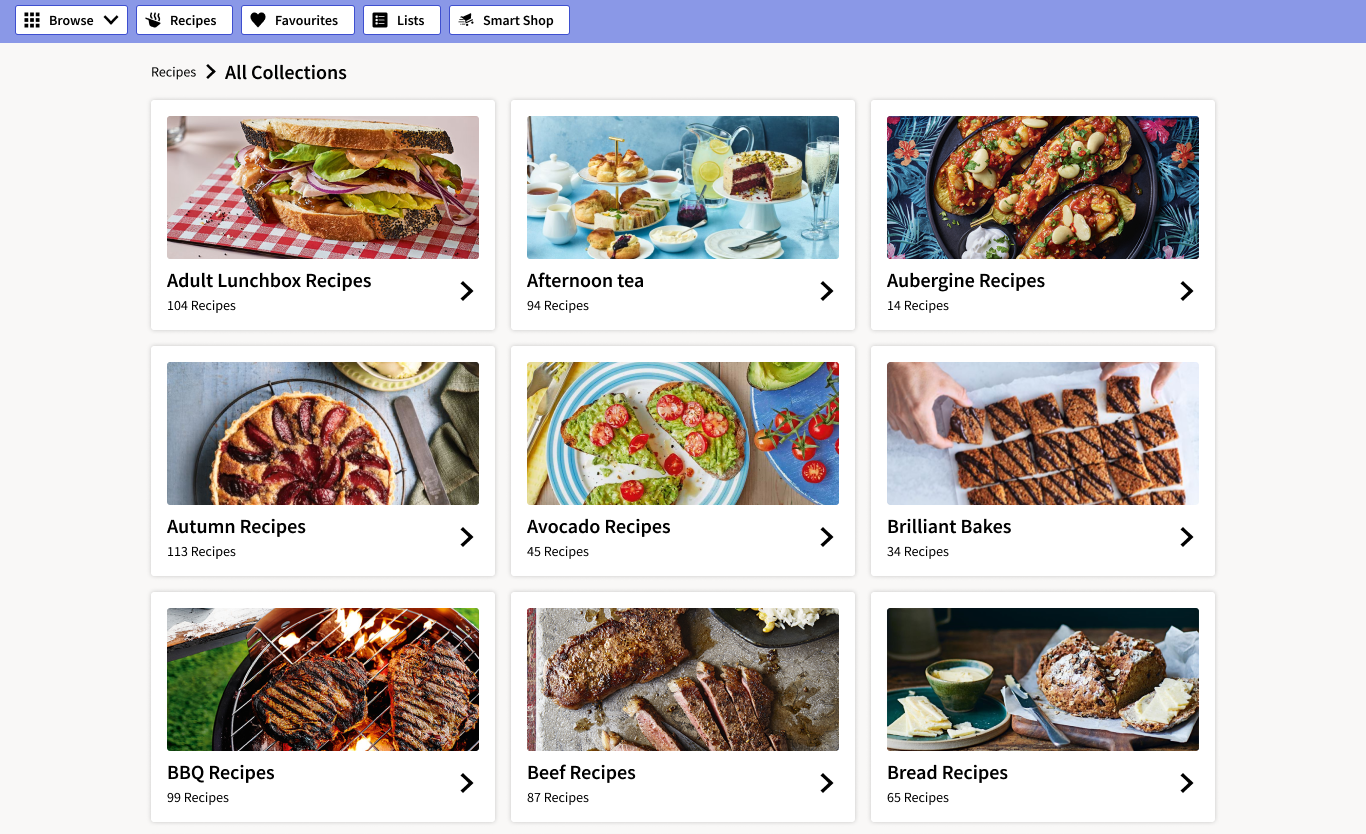 Browse
Recipes
Favourites
Lists
Smart Shop
Recipes
All Collections
Adult Lunchbox Recipes
104 Recipes
Afternoon tea
94 Recipes
Aubergine Recipes
14 Recipes
Autumn Recipes
113 Recipes
Avocado Recipes
45 Recipes
Brilliant Bakes
34 Recipes
BBQ Recipes
99 Recipes
Beef Recipes
87 Recipes
Bread Recipes
65 Recipes